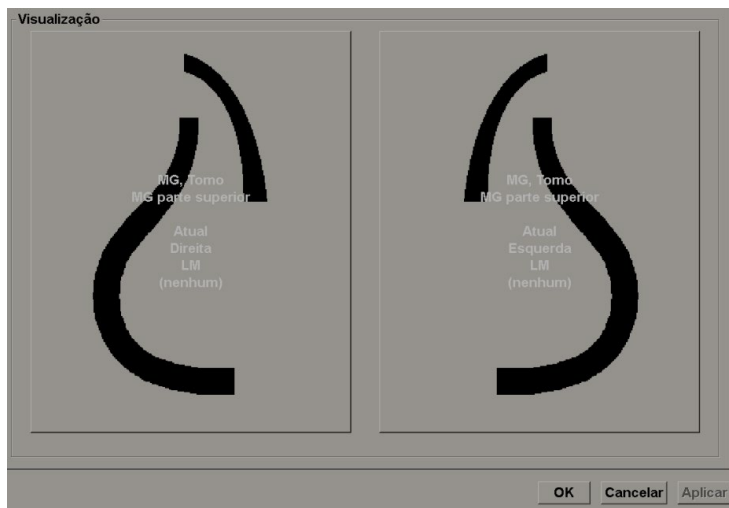 Visualização
MG, Tomo
MG parte superior
Atual
Direita
LM
(nenhum)
MG, Tomo
MG parte superior
Atual
Esquerda
LM
(nenhum)
OK
Cancelar
Aplicar